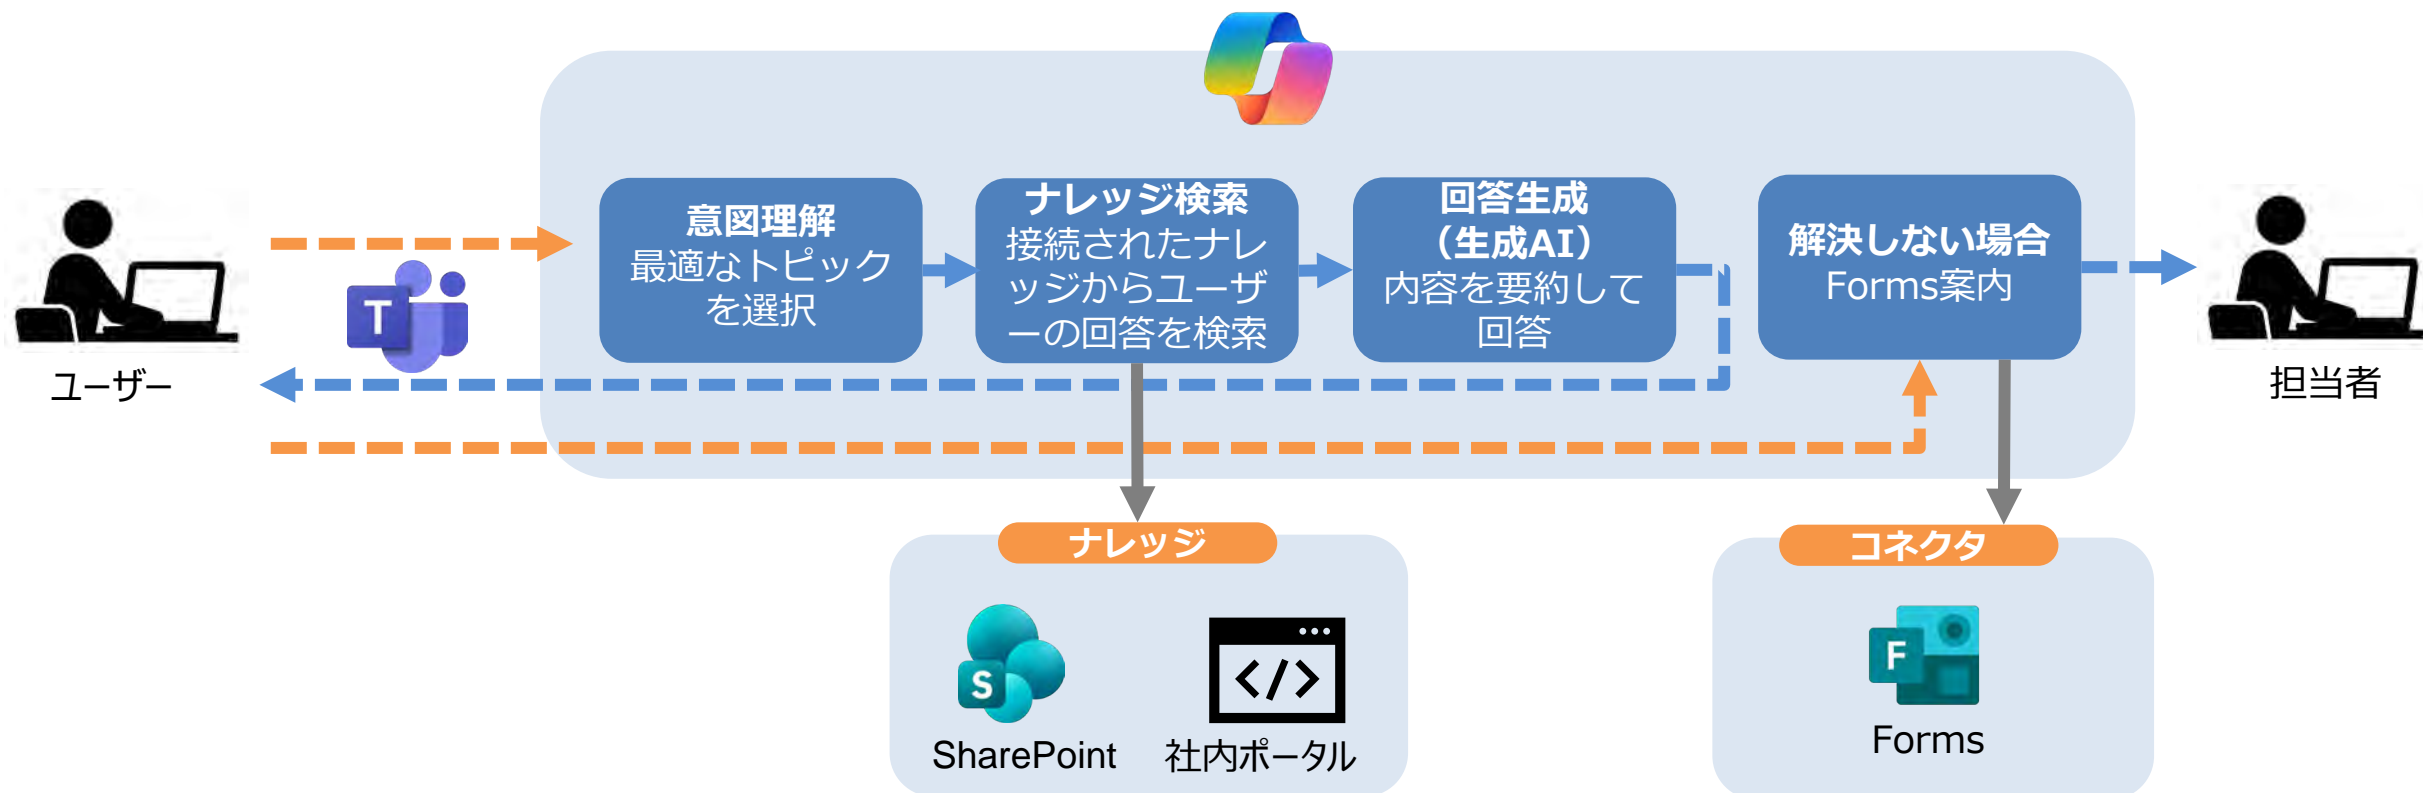 意図理解
最適なトピック
を選択
ナレッジ検索
接続されたナレ
ッジからユーザ
ーの回答を検索
回答生成
（生成AI）
内容を要約して
回答
解決しない場合
Forms案内
T
ユーザー
担当者
ナレッジ
コネクタ
S
</>
F
SharePoint
社内ポータル
Forms